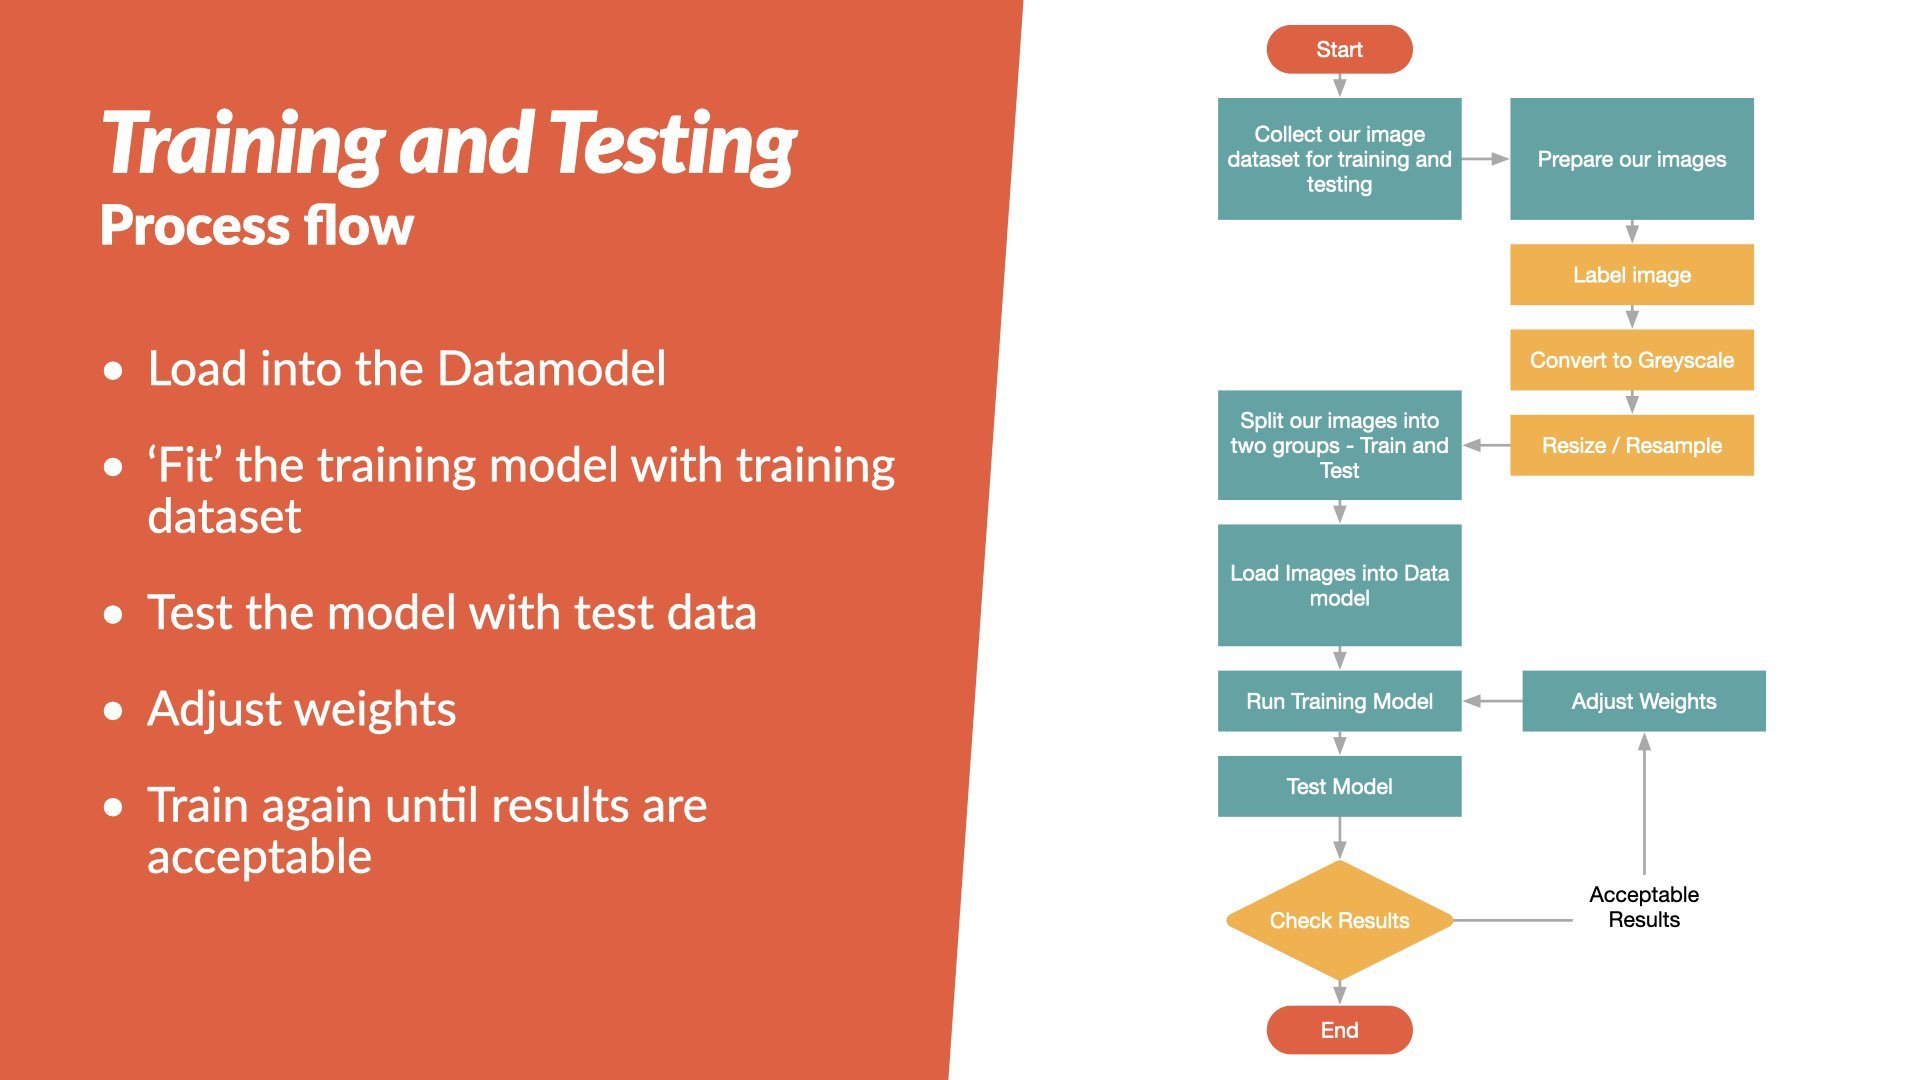 Training and Testing
Process flow
• Load into the Datamodel
• ‘Fit’ the training model with training
dataset
• Test the model with test data
• Adjust weights
• Train again until results are
acceptable
Start
Collect our image
dataset for training and
testing
Prepare our images
Label image
Convert to Greyscale
Resize / Resample
Split our images into
two groups - Train and
Test
Load Images into Data
model
Run Training Model
Adjust Weights
Test Model
Check Results
Acceptable
Results
End